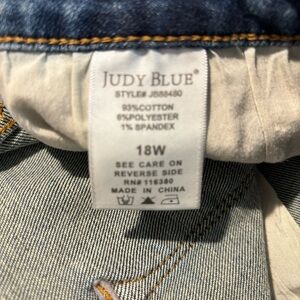 JUDY BLUE®
STYLE# JB88480
93%COTTON
6%POLYESTER
1% SPANDEX
18W
SEE CARE ON
REVERSE SIDE
RN# 116380
MADE IN CHINA